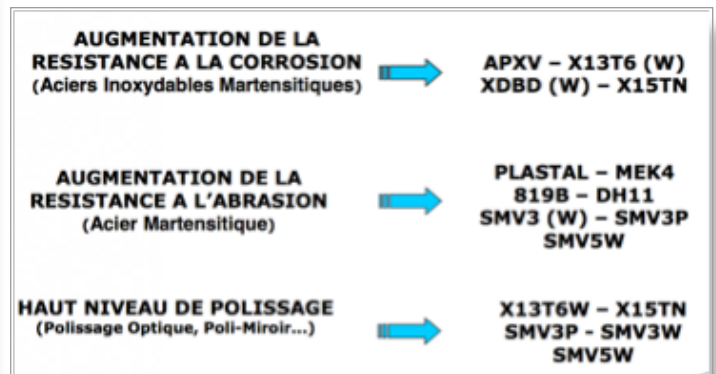 AUGMENTATION DE LA
RESISTANCE A LA CORROSION
(Aciers Inoxydables Martensitiques)
APXV – X13T6 (W)
XDBD (W) – X15TN
AUGMENTATION DE LA
RESISTANCE A L’ABRASION
(Acier Martensitique)
PLASTAL – MEK4
819B – DH11
SMV3 (W) – SMV3P
SMV5W
HAUT NIVEAU DE POLISSAGE
(Polissage Optique, Poli-Miroir...)
X13T6W – X15TN
SMV3P - SMV3W
SMV5W